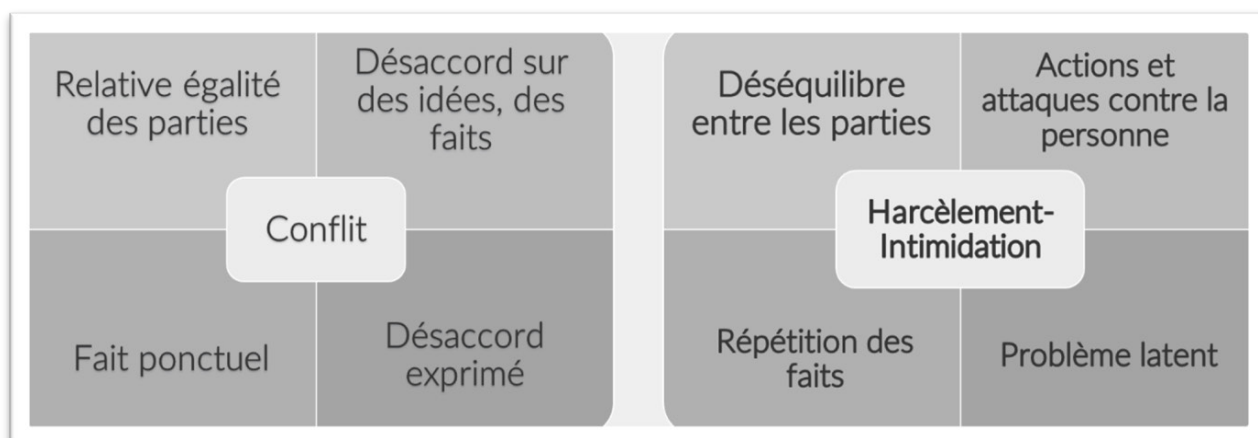 Relative égalité
des parties
Désaccord sur
des idées, des
faits
Conflit
Fait ponctuel
Désaccord
exprimé
Déséquilibre
entre les parties
Actions et
attaques contre la
personne
Harcèlement-
Intimidation
Répétition des
faits
Problème latent